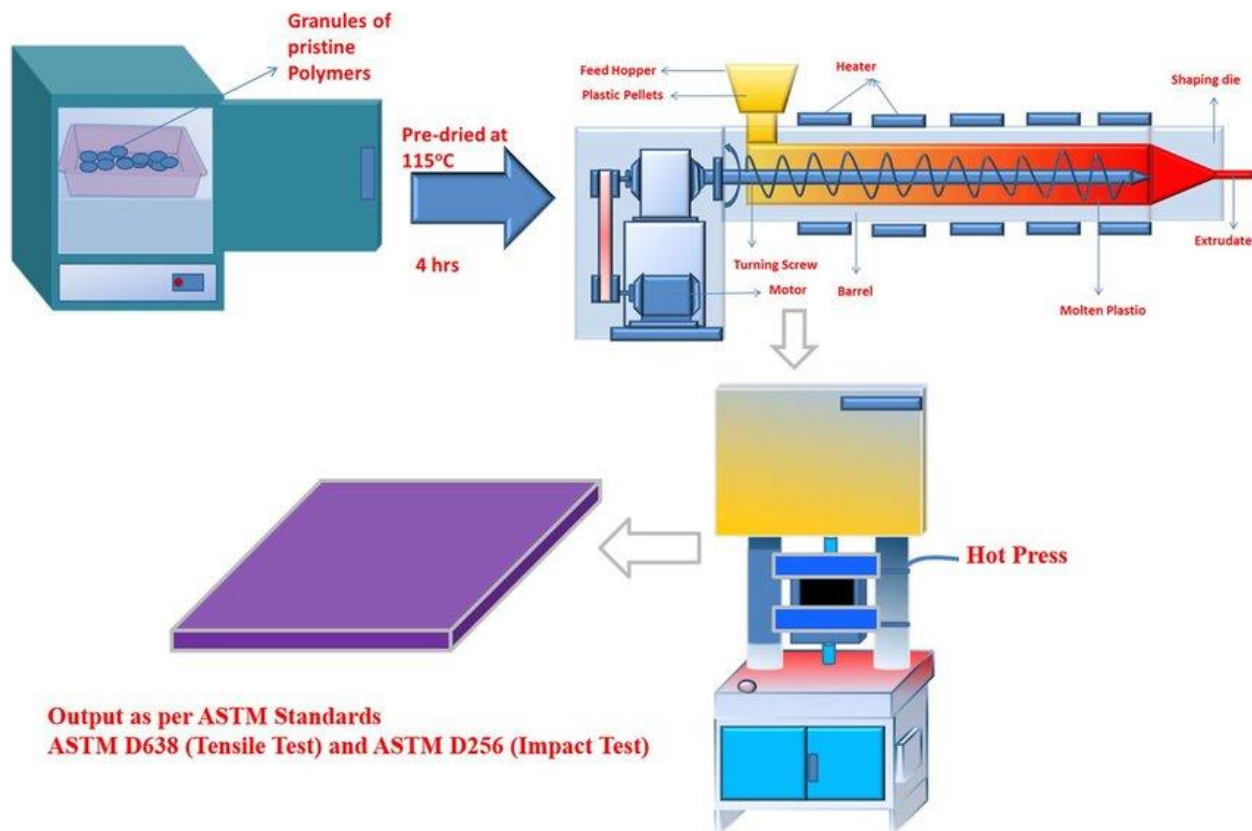 Granules of
pristine
Polymers
Pre-dried at
115°C
4 hrs
Feed Hopper
Plastic Pellets
Heater
Shaping die
Turning Screw
Motor
Barrel
Molten Plastio
Extrudate
Hot Press
Output as per ASTM Standards
ASTM D638 (Tensile Test) and ASTM D256 (Impact Test)